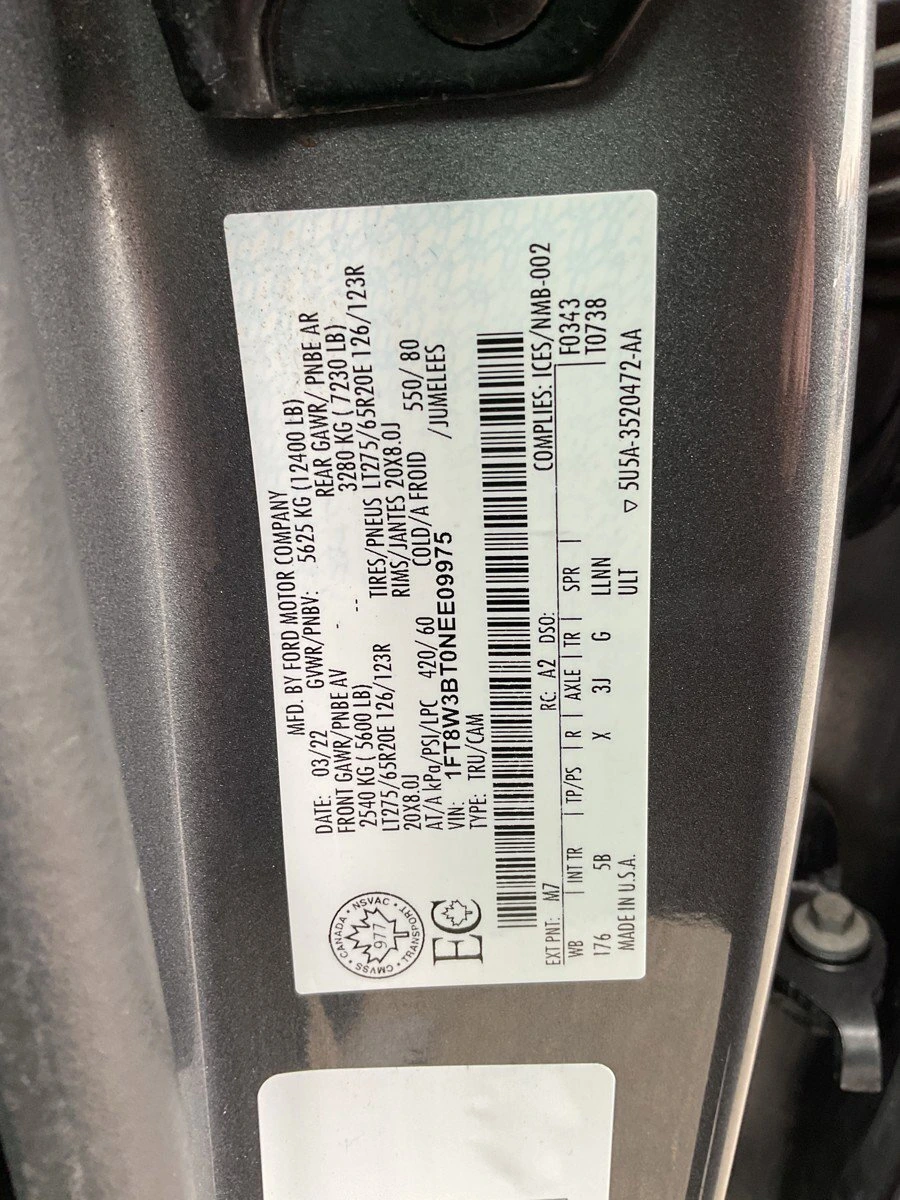 MFD. BY FORD MOTOR COMPANY
DATE: 03/22 GVWR/PNBV: 5625 KG (12400 LB)
FRONT GAWR/PNBE AV REAR GAWR/ PNBE AR
2540 KG ( 5600 LB) -- 3280 KG ( 7230 LB)
LT275/65R20E 126/123R TIRES/PNEUS LT275/65R20E 126/123R
20X8.0J RIMS/JANTES 20X8.0J
AT/A kPa/PSI/LPC 420/ 60 COLD/A FROID 550/ 80
VIN: 1FT8W3BT0NEE09975 /JUMELEES
TYPE: TRU/CAM
CANADA • NSVAC • TRANSPORT • CMVSS •
977
EC
COMPLIES: ICES/NMB-002
EXT PNT: M7 RC: A2 DSO: F0343
WB | INT TR | TP/PS | R | AXLE | TR | SPR | T0738
176 5B X 3J G LLNN
MADE IN U.S.A. ULT ▽ 5U5A-3520472-AA